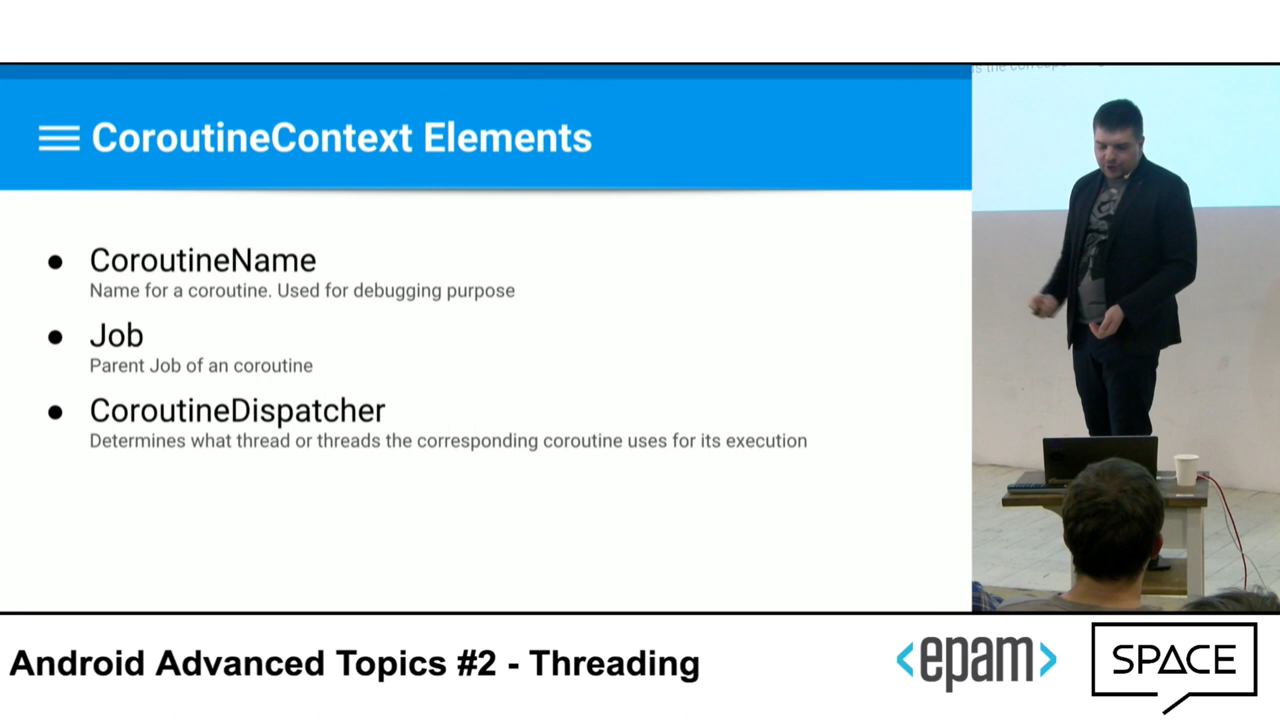 CoroutineContext Elements
CoroutineName
Name for a coroutine. Used for debugging purpose
Job
Parent Job of an coroutine
CoroutineDispatcher
Determines what thread or threads the corresponding coroutine uses for its execution
Android Advanced Topics #2 - Threading
<epam>
SPACE